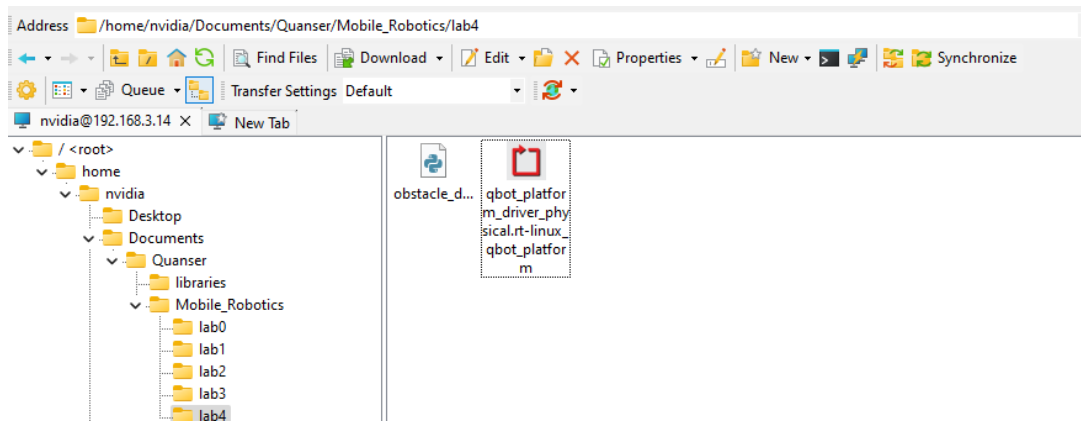 Address /home/nvidia/Documents/Quanser/Mobile_Robotics/lab4
Find Files Download Edit Properties New Synchronize
Queue Transfer Settings Default
nvidia@192.168.3.14 New Tab
/ <root>
home
nvidia
Desktop
Documents
Quanser
libraries
Mobile_Robotics
lab0
lab1
lab2
lab3
lab4
obstacle_d...
qbot_platfor
m_driver_phy
sical.rt-linux_
qbot_platfor
m